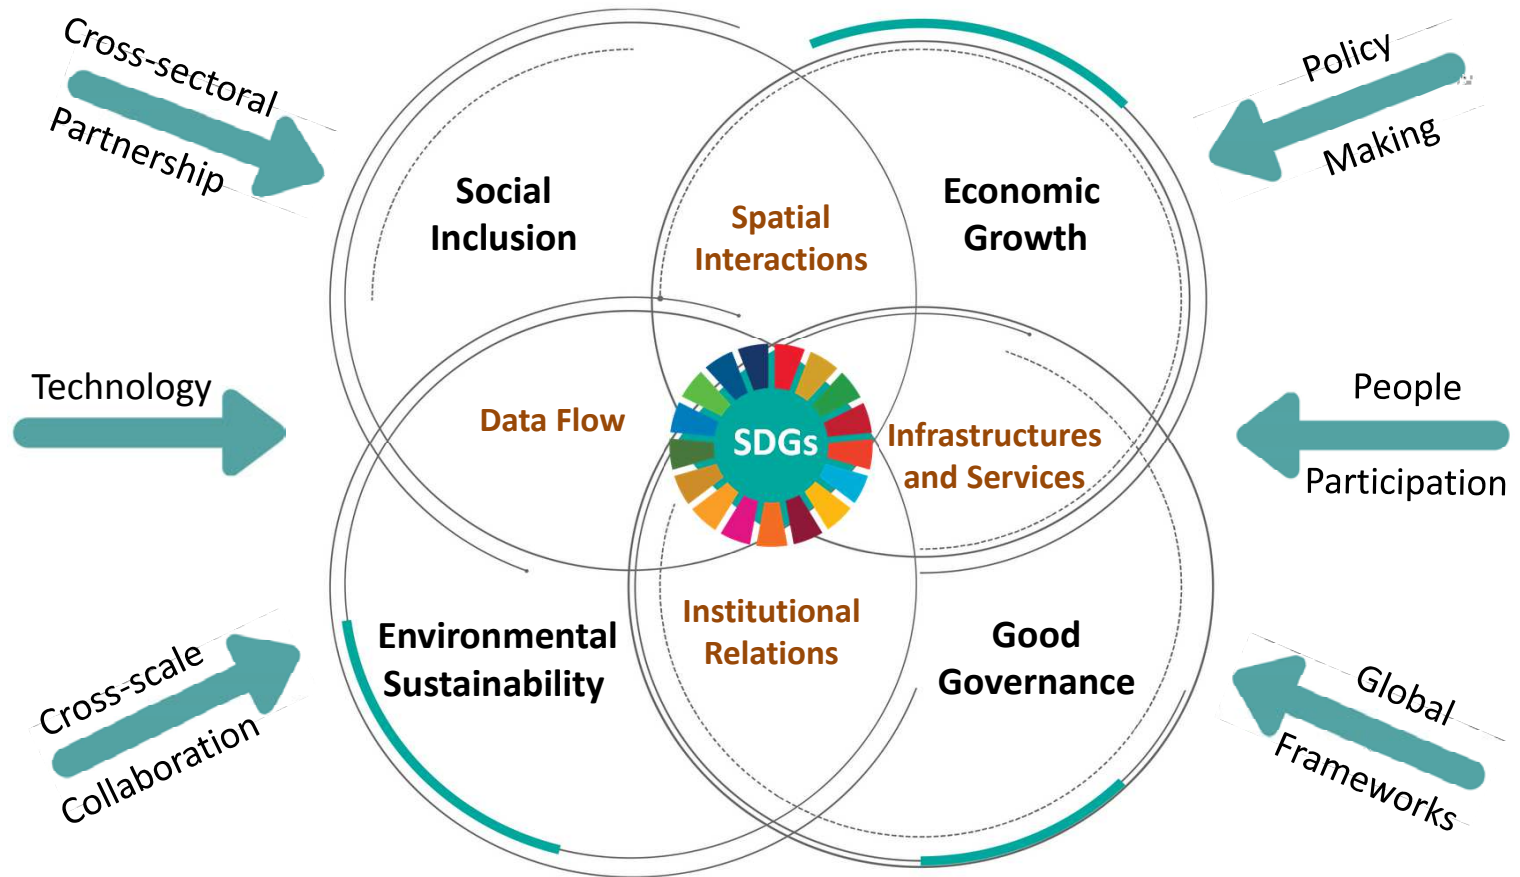 Cross-sectoral
Partnership
Policy
Making
Social
Inclusion
Spatial
Interactions
Economic
Growth
Technology
Data Flow
SDGs
Infrastructures
and Services
People
Participation
Cross-scale
Collaboration
Environmental
Sustainability
Institutional
Relations
Good
Governance
Global
Frameworks